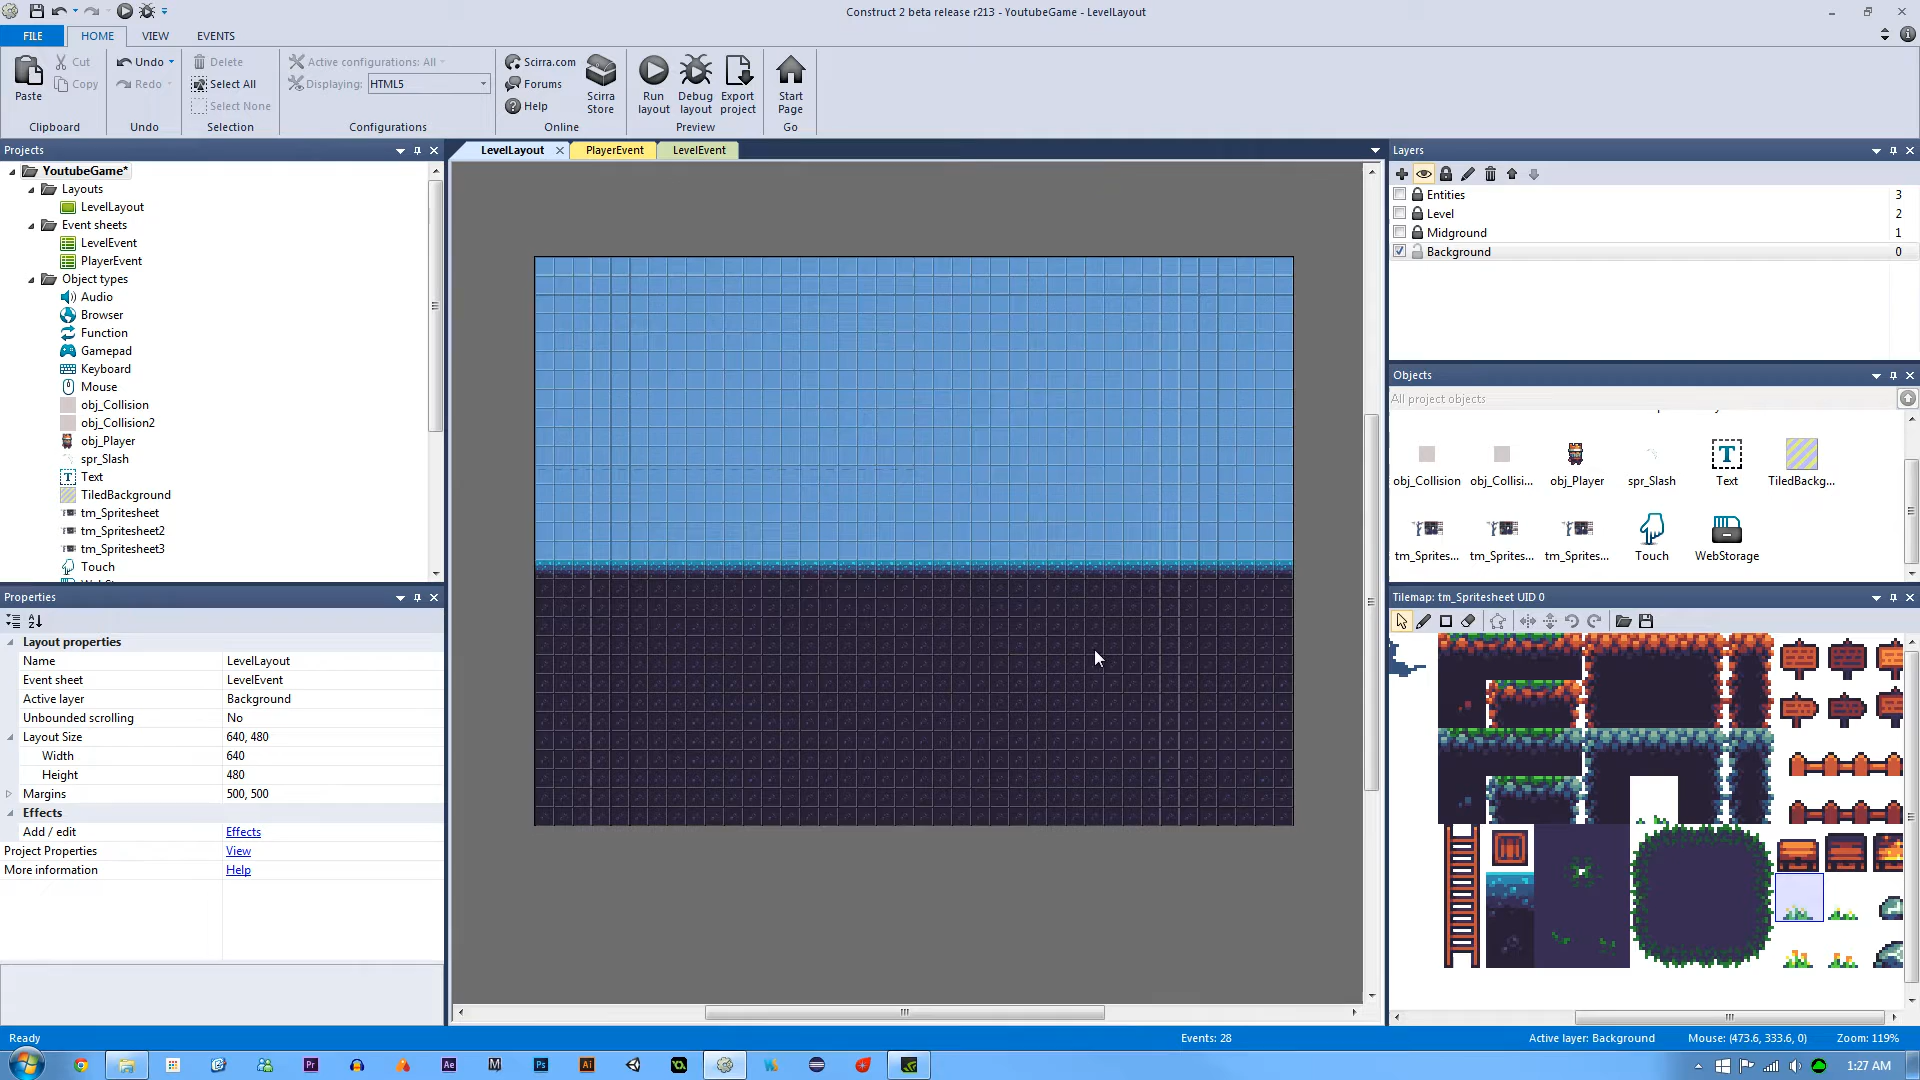 Construct 2 beta release r213 - YoutubeGame - LevelLayout
FILE
HOME
VIEW
EVENTS
Paste
Cut
Copy
Clipboard
Undo
Redo
Undo
Delete
Select All
Select None
Selection
Active configurations: All
Displaying:
HTML5
Configurations
Scirra.com
Forums
Help
Scirra
Store
Online
Run
layout
Debug
layout
Export
project
Preview
Start
Page
Go
Projects
YoutubeGame*
Layouts
LevelLayout
Event sheets
LevelEvent
PlayerEvent
Object types
Audio
Browser
Function
Gamepad
Keyboard
Mouse
obj_Collision
obj_Collision2
obj_Player
spr_Slash
Text
TiledBackground
tm_Spritesheet
tm_Spritesheet2
tm_Spritesheet3
Touch
Properties
Layout properties
Name LevelLayout
Event sheet LevelEvent
Active layer Background
Unbounded scrolling No
Layout Size 640, 480
Width 640
Height 480
Margins 500, 500
Effects
Add / edit Effects
Project Properties View
More information Help
LevelLayout
PlayerEvent
LevelEvent
Layers
Entities 3
Level 2
Midground 1
Background 0
Objects
All project objects
obj_Collision
obj_Collisi...
obj_Player
spr_Slash
Text
TiledBackg...
tm_Sprites...
tm_Sprites...
tm_Sprites...
Touch
WebStorage
Tilemap: tm_Spritesheet UID 0
Ready
Events: 28
Active layer: Background
Mouse: (473.6, 333.6, 0)
Zoom: 119%
1:27 AM